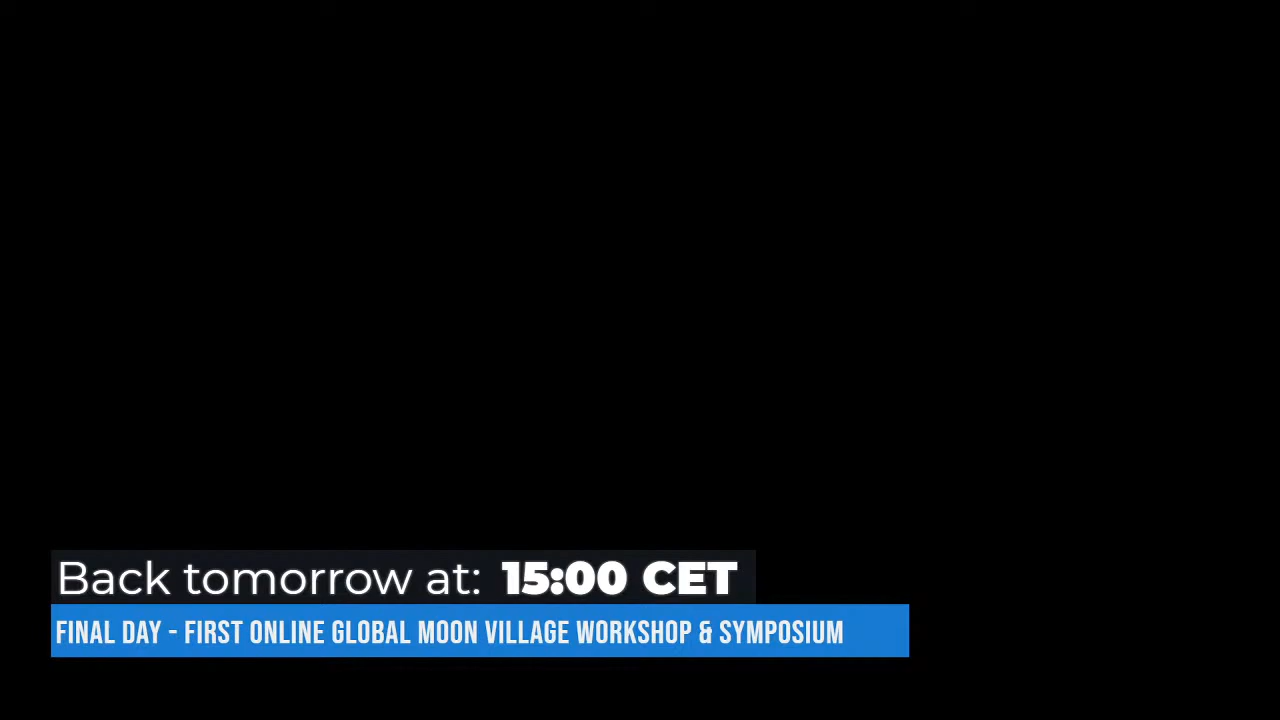 Back tomorrow at: 15:00 CET
FINAL DAY - FIRST ONLINE GLOBAL MOON VILLAGE WORKSHOP & SYMPOSIUM